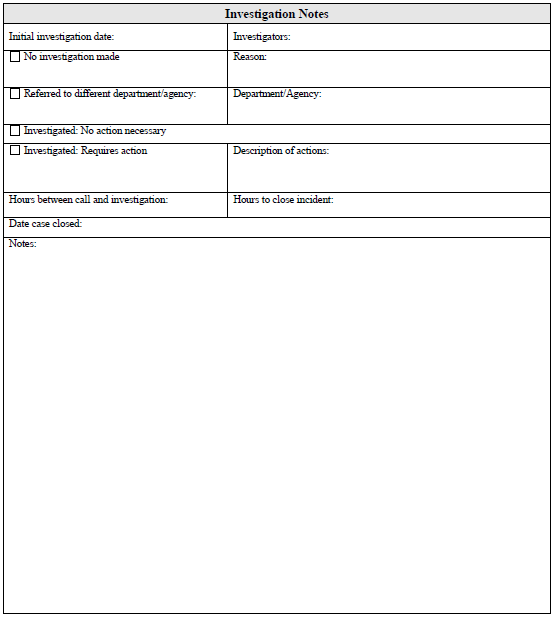 Investigation Notes
Initial investigation date: Investigators:
No investigation made Reason:
Referred to different department/agency: Department/Agency:
Investigated: No action necessary
Investigated: Requires action Description of actions:
Hours between call and investigation: Hours to close incident:
Date case closed:
Notes: